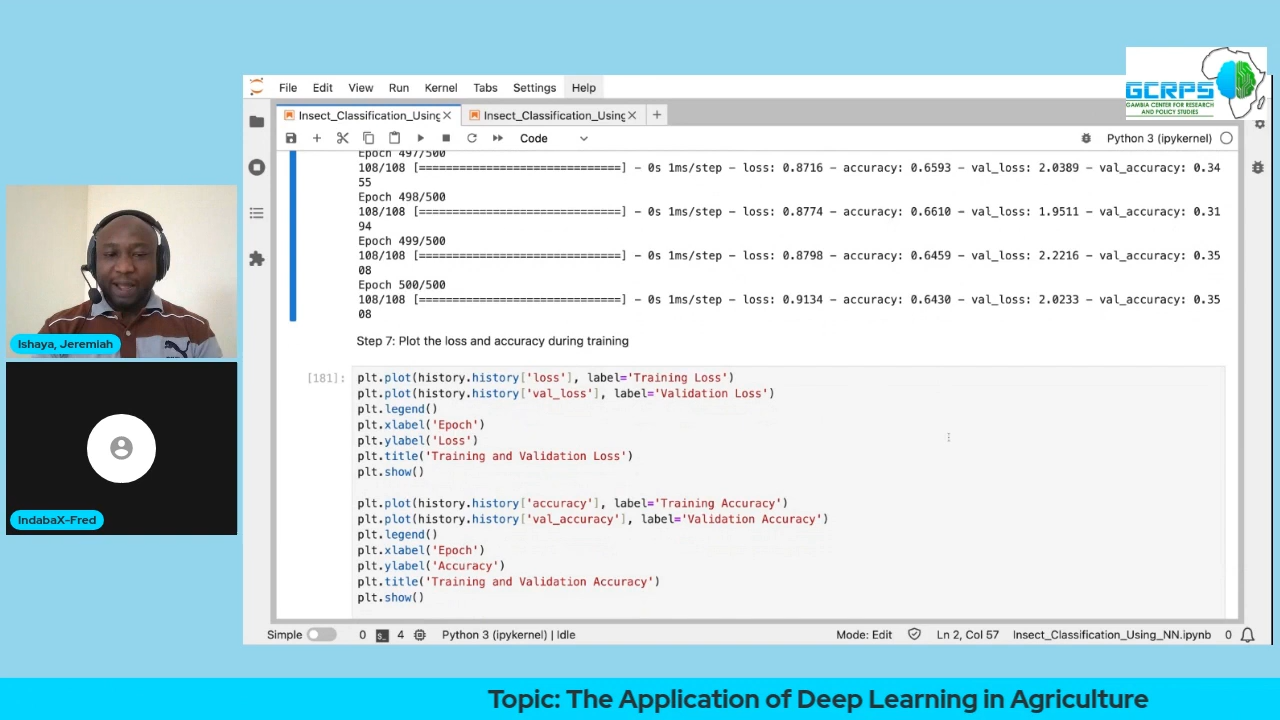 GCRPS
GAMBIA CENTER FOR RESEARCH
AND POLICY STUDIES
File Edit View Run Kernel Tabs Settings Help
Insect_Classification_Using
Insect_Classification_Using
Code
Python 3 (ipykernel)
Epoch 497/500
108/108 [==============================] - 0s 1ms/step - loss: 0.8716 - accuracy: 0.6593 - val_loss: 2.0389 - val_accuracy: 0.34
55
Epoch 498/500
108/108 [==============================] - 0s 1ms/step - loss: 0.8774 - accuracy: 0.6610 - val_loss: 1.9511 - val_accuracy: 0.31
94
Epoch 499/500
108/108 [==============================] - 0s 1ms/step - loss: 0.8798 - accuracy: 0.6459 - val_loss: 2.2216 - val_accuracy: 0.35
08
Epoch 500/500
108/108 [==============================] - 0s 1ms/step - loss: 0.9134 - accuracy: 0.6430 - val_loss: 2.0233 - val_accuracy: 0.35
08
Step 7: Plot the loss and accuracy during training
[181]:
plt.plot(history.history['loss'], label='Training Loss')
plt.plot(history.history['val_loss'], label='Validation Loss')
plt.legend()
plt.xlabel('Epoch')
plt.ylabel('Loss')
plt.title('Training and Validation Loss')
plt.show()
plt.plot(history.history['accuracy'], label='Training Accuracy')
plt.plot(history.history['val_accuracy'], label='Validation Accuracy')
plt.legend()
plt.xlabel('Epoch')
plt.ylabel('Accuracy')
plt.title('Training and Validation Accuracy')
plt.show()
Ishaya, Jeremiah
IndabaX-Fred
Simple 0 4 Python 3 (ipykernel) | Idle
Mode: Edit Ln 2, Col 57 Insect_Classification_Using_NN.ipynb 0
Topic: The Application of Deep Learning in Agriculture